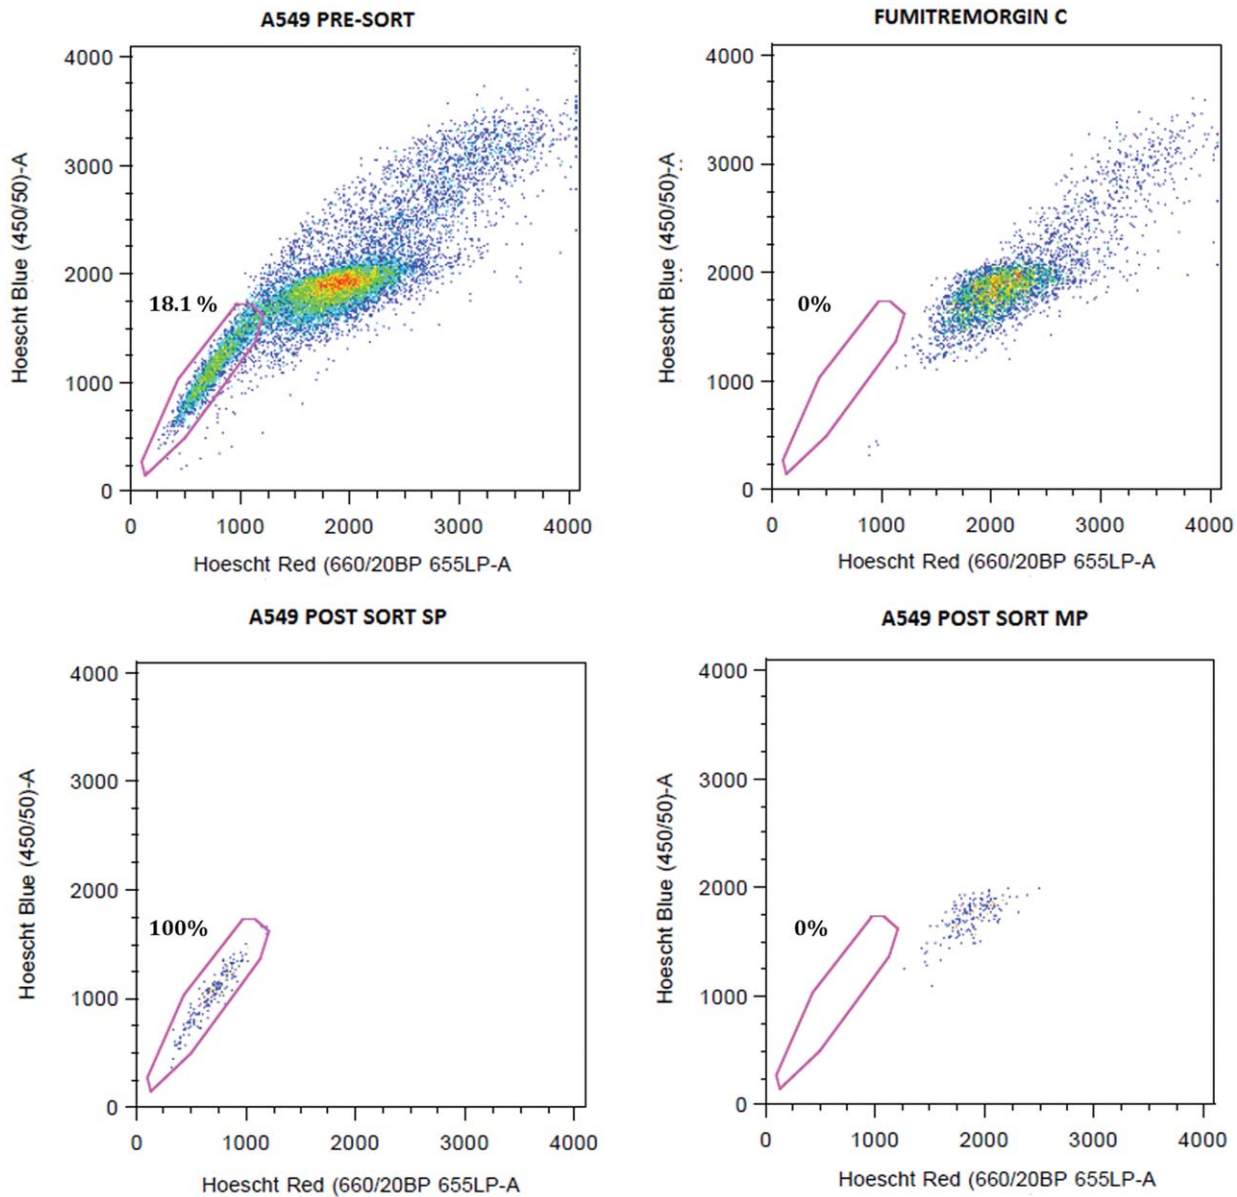 A549 PRE-SORT
4000
3000
2000
1000
0
18.1 %
Hoescht Blue (450/50)-A
0 1000 2000 3000 4000
Hoescht Red (660/20BP 655LP-A
FUMITREMORGIN C
4000
3000
2000
1000
0
0%
Hoescht Blue (450/50)-A
0 1000 2000 3000 4000
Hoescht Red (660/20BP 655LP-A
A549 POST SORT SP
4000
3000
2000
1000
0
100%
Hoescht Blue (450/50)-A
0 1000 2000 3000 4000
Hoescht Red (660/20BP 655LP-A
A549 POST SORT MP
4000
3000
2000
1000
0
0%
Hoescht Blue (450/50)-A
0 1000 2000 3000 4000
Hoescht Red (660/20BP 655LP-A